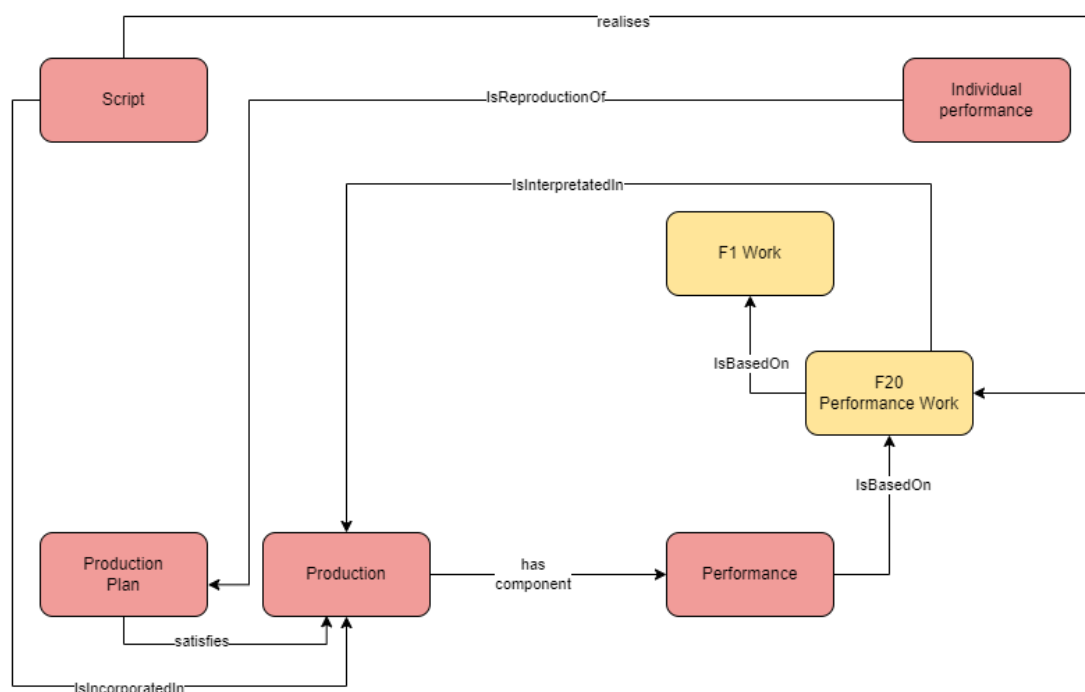 realises
Script
IsReproductionOf
Individual
performance
IsInterpretatedIn
F1 Work
IsBasedOn
F20
Performance Work
IsBasedOn
Production
Plan
Production
has
component
Performance
satisfies
IsIncorporatedIn